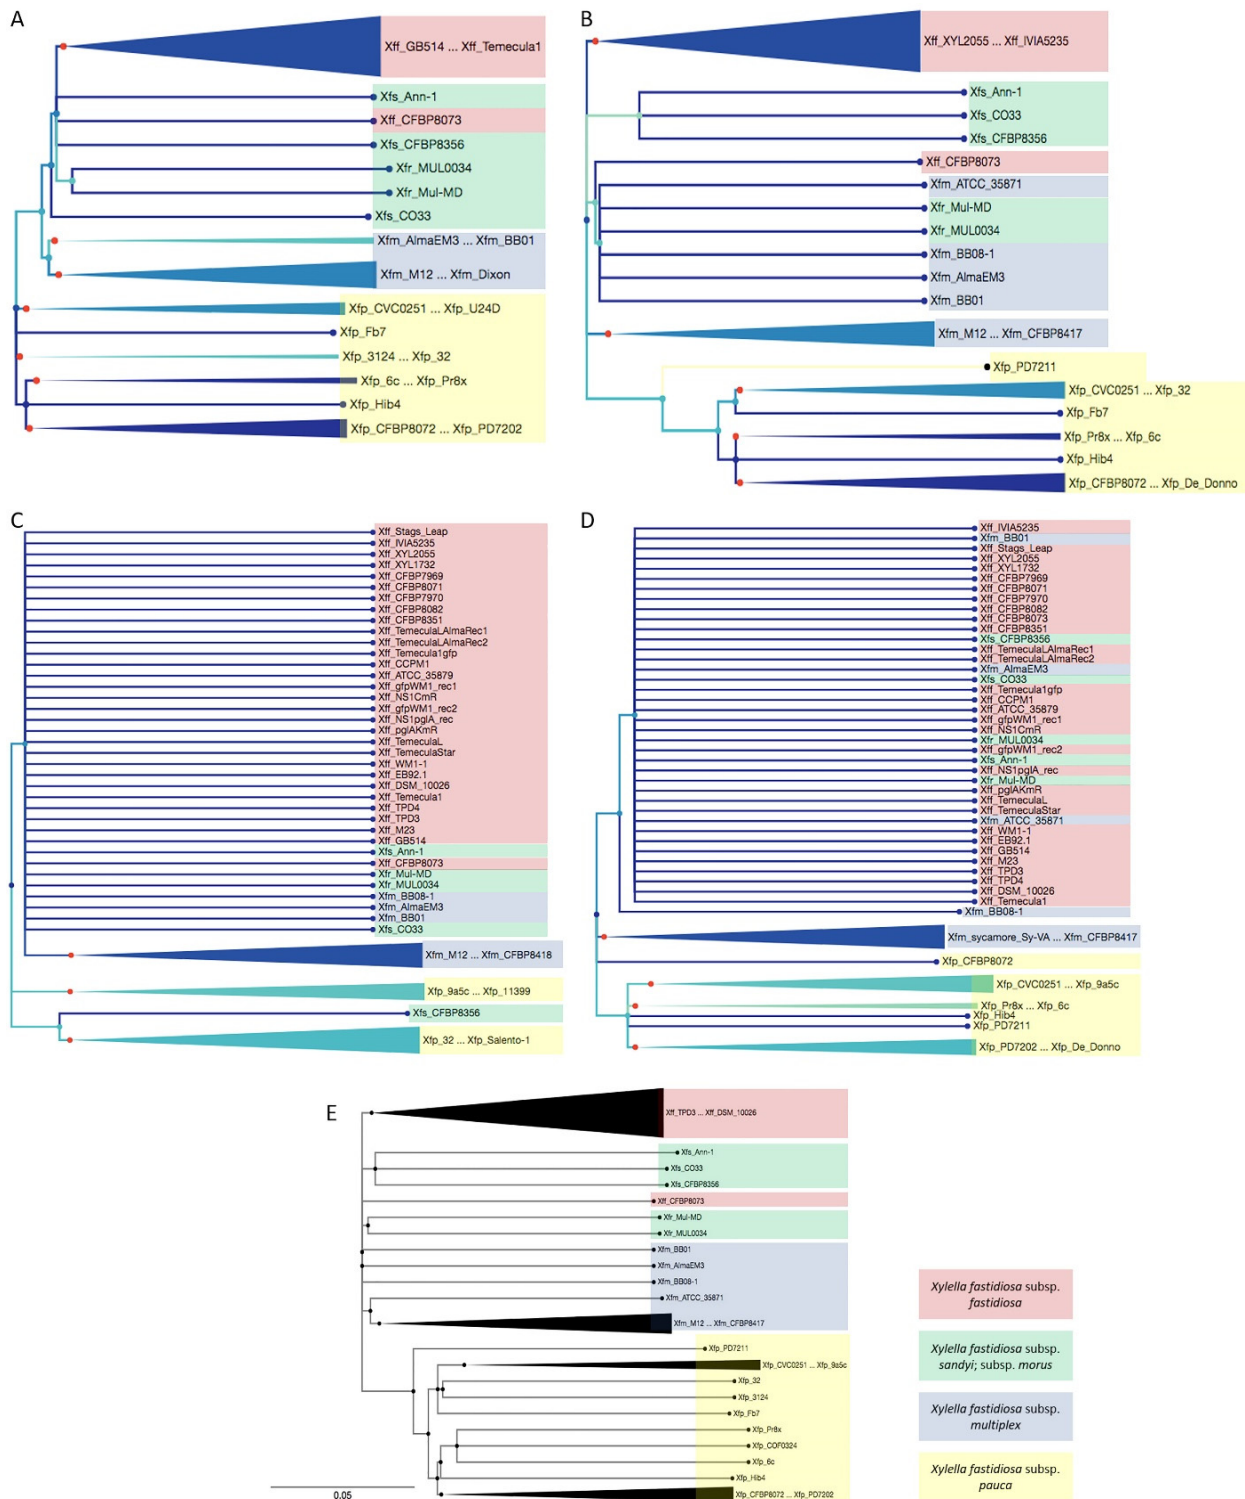 A
Xff_GB514 ... Xff_Temecula1
Xfs_Ann-1
Xff_CFBP8073
Xfs_CFBP8356
Xfr_MUL0034
Xfr_Mul-MD
Xfs_CO33
Xfm_AlmaEM3 ... Xfm_BB01
Xfm_M12 ... Xfm_Dixon
Xfp_CVC0251 ... Xfp_U24D
Xfp_Fb7
Xfp_3124 ... Xfp_32
Xfp_6c ... Xfp_Pr8x
Xfp_Hib4
Xfp_CFBP8072 ... Xfp_PD7202
B
Xff_XYL2055 ... Xff_IVIA5235
Xfs_Ann-1
Xfs_CO33
Xfs_CFBP8356
Xff_CFBP8073
Xfm_ATCC_35871
Xfr_Mul-MD
Xfr_MUL0034
Xfm_BB08-1
Xfm_AlmaEM3
Xfm_BB01
Xfm_M12 ... Xfm_CFBP8417
Xfp_PD7211
Xfp_CVC0251 ... Xfp_32
Xfp_Fb7
Xfp_Pr8x ... Xfp_6c
Xfp_Hib4
Xfp_CFBP8072 ... Xfp_De_Donno
C
Xff_Stags_Leap
Xff_IVIA5235
Xff_XYL2055
Xff_XYL1732
Xff_CFBP7969
Xff_CFBP8071
Xff_CFBP7970
Xff_CFBP8082
Xff_CFBP8351
Xff_TemeculaLAlmaRec1
Xff_TemeculaLAlmaRec2
Xff_Temecula1gfp
Xff_CCPM1
Xff_ATCC_35879
Xff_gfpWM1_rec1
Xff_NS1CmR
Xff_gfpWM1_rec2
Xff_NS1pglA_rec
Xff_pglAKmR
Xff_TemeculaL
Xff_TemeculaStar
Xff_WM1-1
Xff_EB92.1
Xff_DSM_10026
Xff_Temecula1
Xff_TPD4
Xff_TPD3
Xff_M23
Xff_GB514
Xfs_Ann-1
Xff_CFBP8073
Xfr_Mul-MD
Xfr_MUL0034
Xfm_BB08-1
Xfm_AlmaEM3
Xfm_BB01
Xfs_CO33
Xfm_M12 ... Xfm_CFBP8418
Xfp_9a5c ... Xfp_11399
Xfs_CFBP8356
Xfp_32 ... Xfp_Salento-1
D
Xff_IVIA5235
Xfm_BB01
Xff_Stags_Leap
Xff_XYL2055
Xff_XYL1732
Xff_CFBP7969
Xff_CFBP8071
Xff_CFBP7970
Xff_CFBP8082
Xff_CFBP8073
Xff_CFBP8351
Xfs_CFBP8356
Xff_TemeculaLAlmaRec1
Xff_TemeculaLAlmaRec2
Xfm_AlmaEM3
Xfs_CO33
Xff_Temecula1gfp
Xff_CCPM1
Xff_ATCC_35879
Xff_gfpWM1_rec1
Xff_NS1CmR
Xfr_MUL0034
Xff_gfpWM1_rec2
Xfs_Ann-1
Xff_NS1pglA_rec
Xfr_Mul-MD
Xff_pglAKmR
Xff_TemeculaL
Xff_TemeculaStar
Xfm_ATCC_35871
Xff_WM1-1
Xff_EB92.1
Xff_GB514
Xff_M23
Xff_TPD3
Xff_TPD4
Xff_DSM_10026
Xff_Temecula1
Xfm_BB08-1
Xfm_sycamore_Sy-VA ... Xfm_CFBP8417
Xfp_CFBP8072
Xfp_CVC0251 ... Xfp_9a5c
Xfp_Pr8x ... Xfp_6c
Xfp_Hib4
Xfp_PD7211
Xfp_PD7202 ... Xfp_De_Donno
E
Xff_TPD3 ... Xff_DSM_10026
Xfs_Ann-1
Xfs_CO33
Xfs_CFBP8356
Xff_CFBP8073
Xfr_Mul-MD
Xfr_MUL0034
Xfm_BB01
Xfm_AlmaEM3
Xfm_BB08-1
Xfm_ATCC_35871
Xfm_M12 ... Xfm_CFBP8417
Xfp_PD7211
Xfp_CVC0251 ... Xfp_9a5c
Xfp_32
Xfp_3124
Xfp_Fb7
Xfp_Pr8x
Xfp_COF0324
Xfp_6c
Xfp_Hib4
Xfp_CFBP8072 ... Xfp_PD7202
0.05
Xylella fastidiosa subsp.
fastidiosa
Xylella fastidiosa subsp.
sandyi; subsp. morus
Xylella fastidiosa subsp.
multiplex
Xylella fastidiosa subsp.
pauca